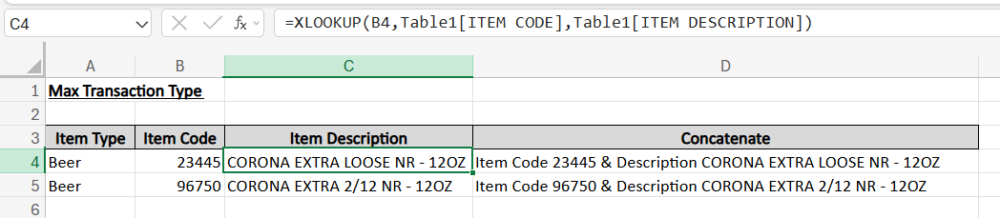 C4 fx =XLOOKUP(B4,Table1[ITEM CODE],Table1[ITEM DESCRIPTION])
A B C D
1 Max Transaction Type
2
3 Item Type Item Code Item Description Concatenate
4 Beer 23445 CORONA EXTRA LOOSE NR - 12OZ Item Code 23445 & Description CORONA EXTRA LOOSE NR - 12OZ
5 Beer 96750 CORONA EXTRA 2/12 NR - 12OZ Item Code 96750 & Description CORONA EXTRA 2/12 NR - 12OZ
6